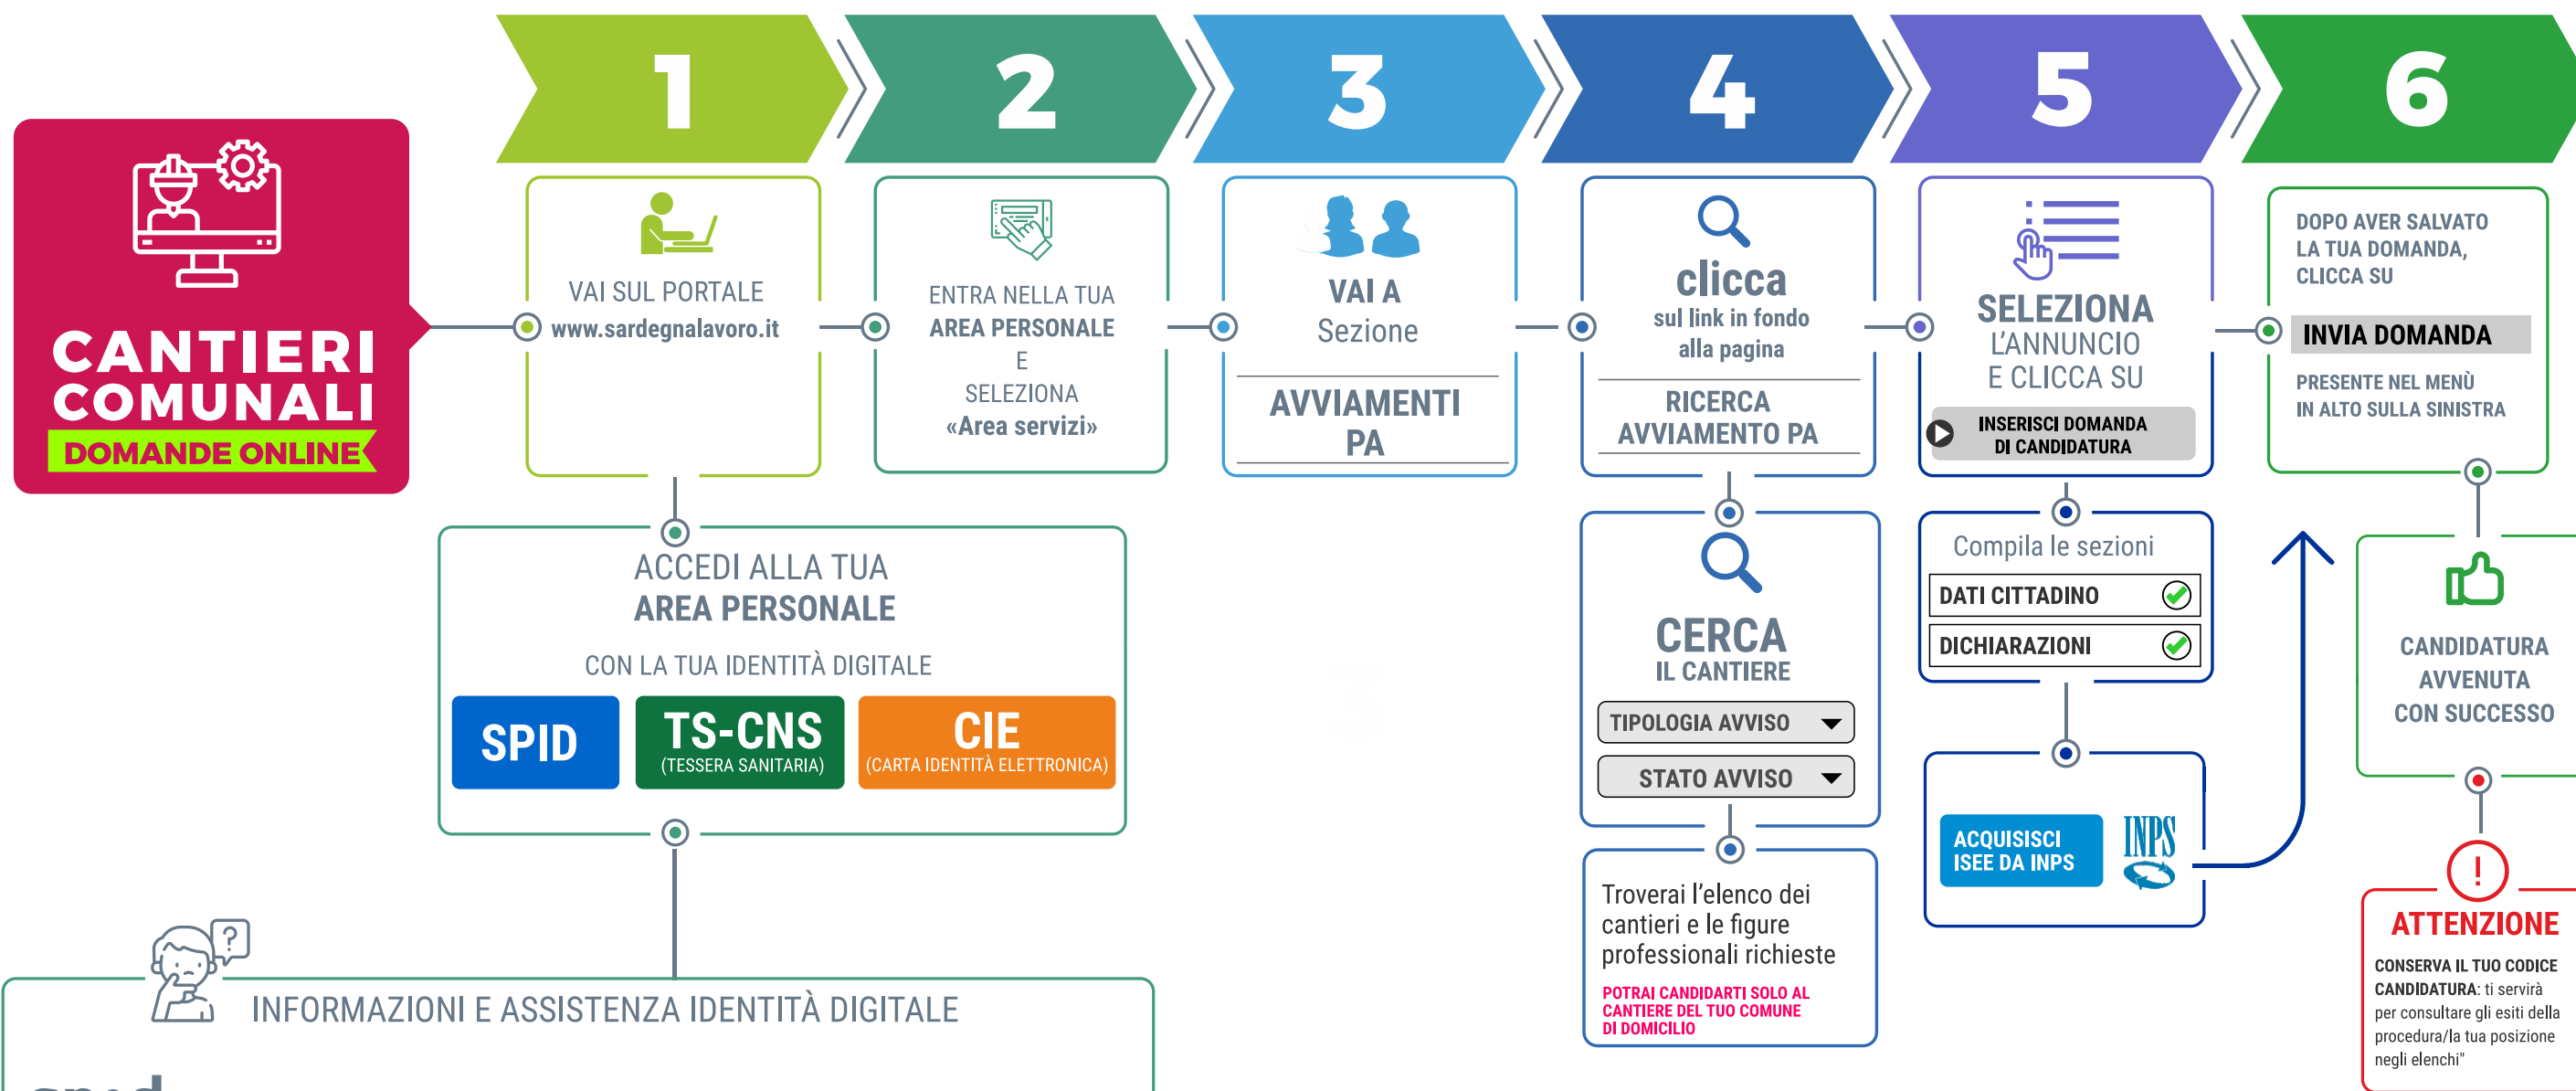 1
2
3
4
5
6
CANTIERI
COMUNALI
DOMANDE ONLINE
VAI SUL PORTALE
www.sardegnalavoro.it
ENTRA NELLA TUA
AREA PERSONALE
E
SELEZIONA
«Area servizi»
VAI A
Sezione
AVVIAMENTI
PA
clicca
sul link in fondo
alla pagina
RICERCA
AVVIAMENTO PA
SELEZIONA
L'ANNUNCIO
E CLICCA SU
INSERISCI DOMANDA
DI CANDIDATURA
DOPO AVER SALVATO
LA TUA DOMANDA,
CLICCA SU
INVIA DOMANDA
PRESENTE NEL MENÙ
IN ALTO SULLA SINISTRA
ACCEDI ALLA TUA
AREA PERSONALE
CON LA TUA IDENTITÀ DIGITALE
SPID
TS-CNS
(TESSERA SANITARIA)
CIE
(CARTA IDENTITÀ ELETTRONICA)
CERCA
IL CANTIERE
TIPOLOGIA AVVISO
STATO AVVISO
Troverai l'elenco dei
cantieri e le figure
professionali richieste
POTRAI CANDIDARTI SOLO AL
CANTIERE DEL TUO COMUNE
DI DOMICILIO
Compila le sezioni
DATI CITTADINO
DICHIARAZIONI
ACQUISISCI
ISEE DA INPS
INPS
CANDIDATURA
AVVENUTA
CON SUCCESSO
!
ATTENZIONE
CONSERVA IL TUO CODICE
CANDIDATURA: ti servirà
per consultare gli esiti della
procedura/la tua posizione
negli elenchi"
?
INFORMAZIONI E ASSISTENZA IDENTITÀ DIGITALE